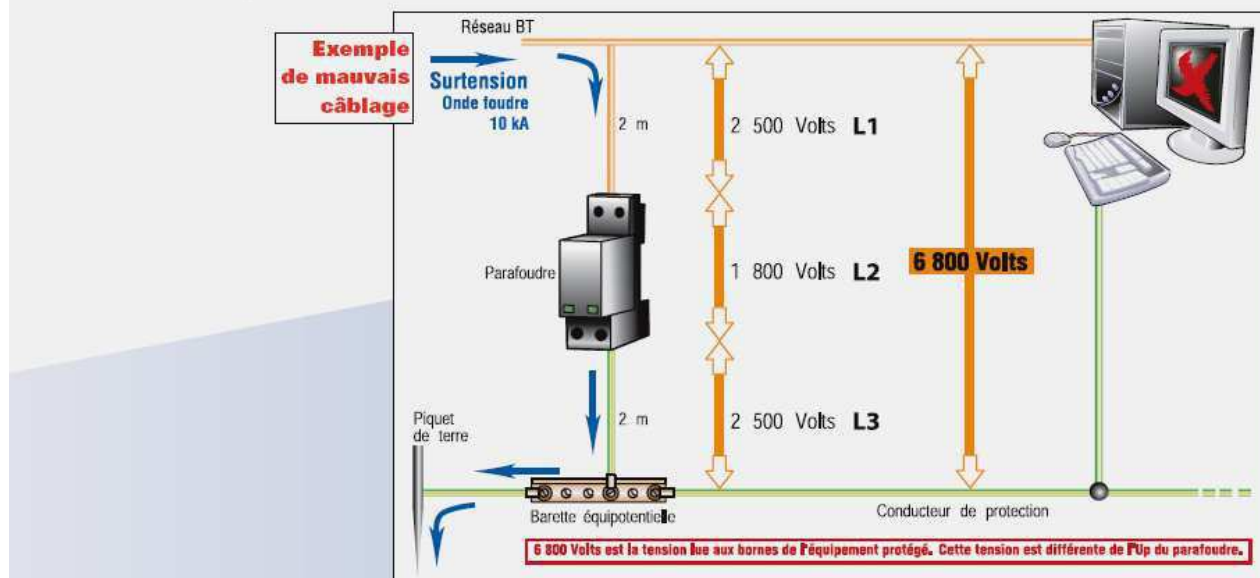 Réseau BT
Exemple
de mauvais
câblage
Surtension
Onde foudre
10 kA
2 m
2 500 Volts L1
Parafoudre
1 800 Volts L2
6 800 Volts
2 m
2 500 Volts L3
Piquet
de terre
Barette équipotentielle
Conducteur de protection
6 800 Volts est la tension lue aux bornes de l'équipement protégé. Cette tension est différente de l'Up du parafoudre.